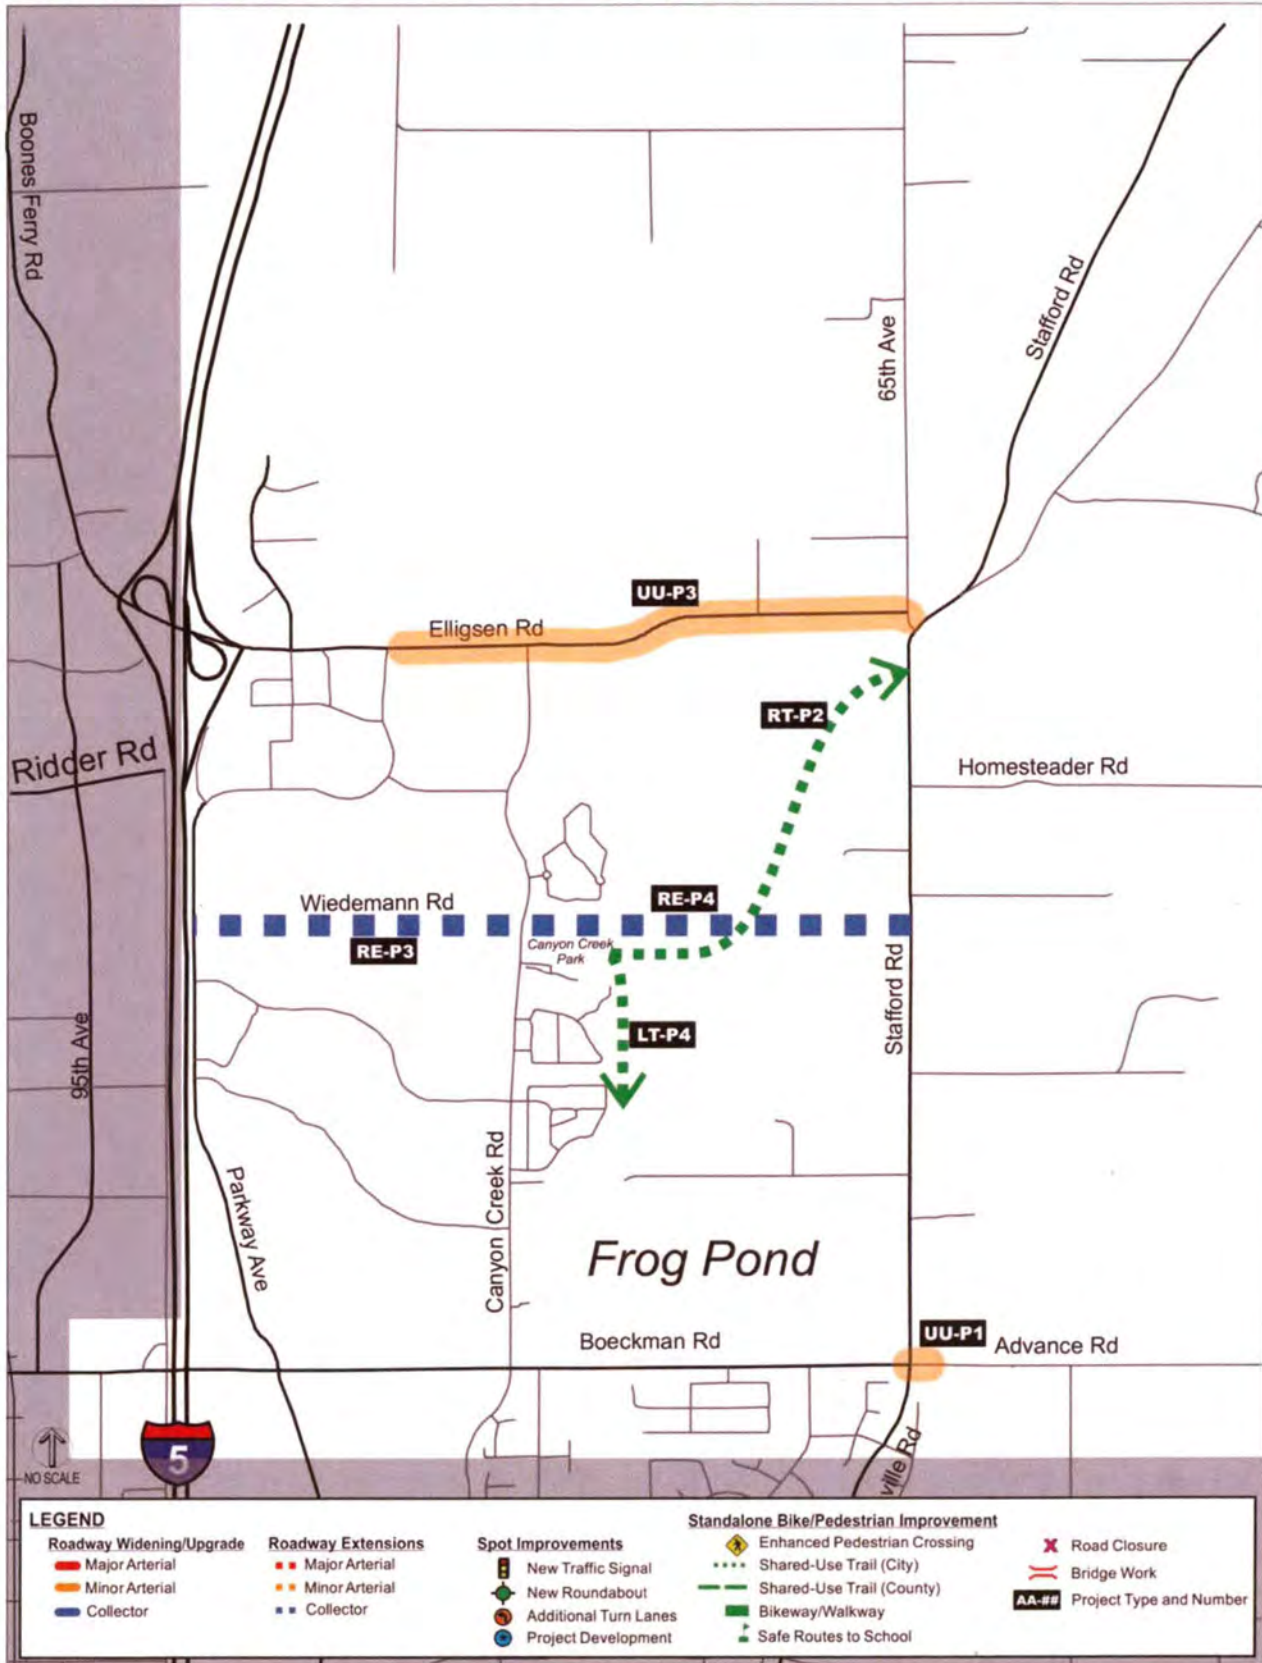 Boones Ferry Rd
Stafford Rd
65th Ave
UU-P3
Elligsen Rd
RT-P2
Ridder Rd
Homesteader Rd
Wiedemann Rd
RE-P4
RE-P3
Canyon Creek
Park
Stafford Rd
95th Ave
LT-P4
Canyon Creek Rd
Parkway Ave
Frog Pond
UU-P1
Boeckman Rd
Advance Rd
5
NO SCALE
ville Rd
LEGEND
Roadway Widening/Upgrade
Major Arterial
Minor Arterial
Collector
Roadway Extensions
Major Arterial
Minor Arterial
Collector
Spot Improvements
New Traffic Signal
New Roundabout
Additional Turn Lanes
Project Development
Standalone Bike/Pedestrian Improvement
Enhanced Pedestrian Crossing
Shared-Use Trail (City)
Shared-Use Trail (County)
Bikeway/Walkway
Safe Routes to School
Road Closure
Bridge Work
AA-## Project Type and Number